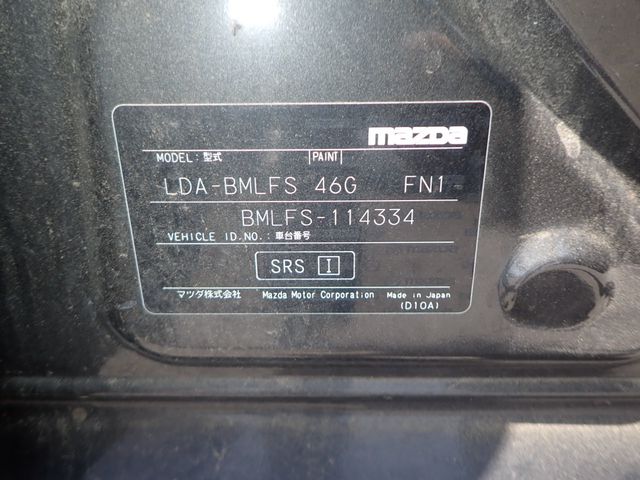 mazda
MODEL:型式 PAINT
LDA-BMLFS 46G FN1
BMLFS-114334
VEHICLE ID.NO.:車台番号
SRS I
マツダ株式会社 Mazda Motor Corporation Made in Japan
(D10A)